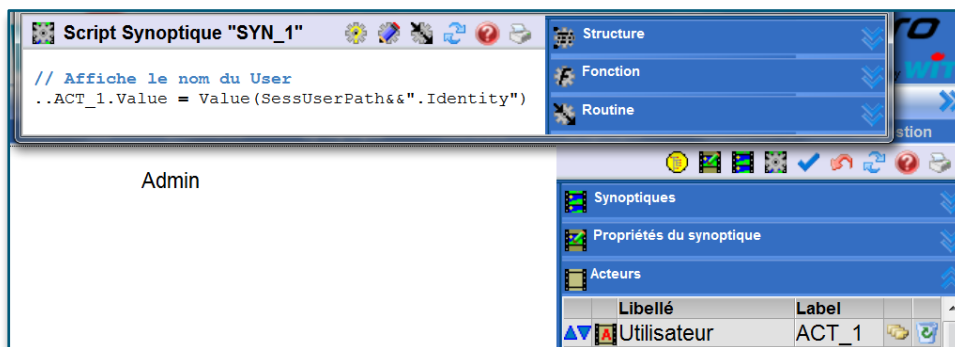 Script Synoptique "SYN_1"
// Affiche le nom du User
..ACT_1.Value = Value(SessUserPath&&".Identity")
Structure
Fonction
Routine
stion
Admin
Synoptiques
Propriétés du synoptique
Acteurs
Libellé Label
Utilisateur ACT_1